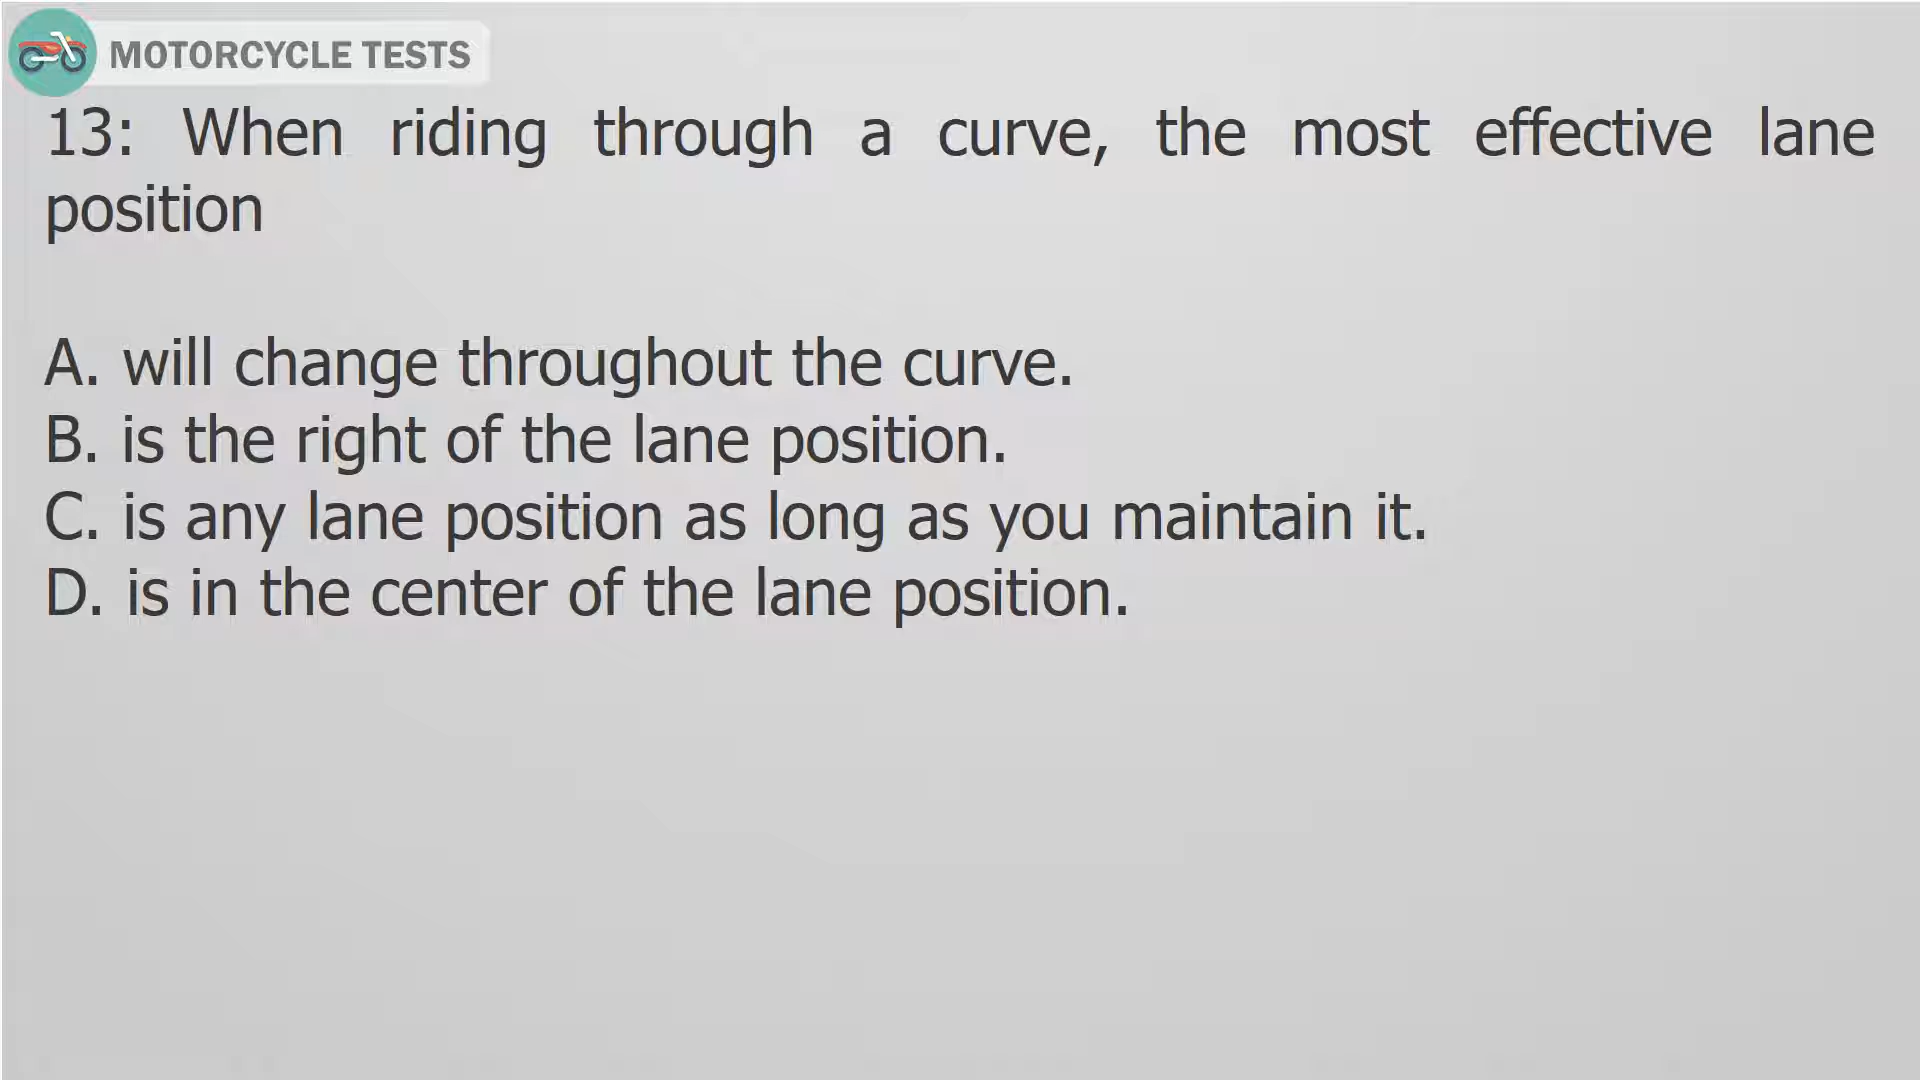 MOTORCYCLE TESTS
13: When riding through a curve, the most effective lane
position
A. will change throughout the curve.
B. is the right of the lane position.
C. is any lane position as long as you maintain it.
D. is in the center of the lane position.